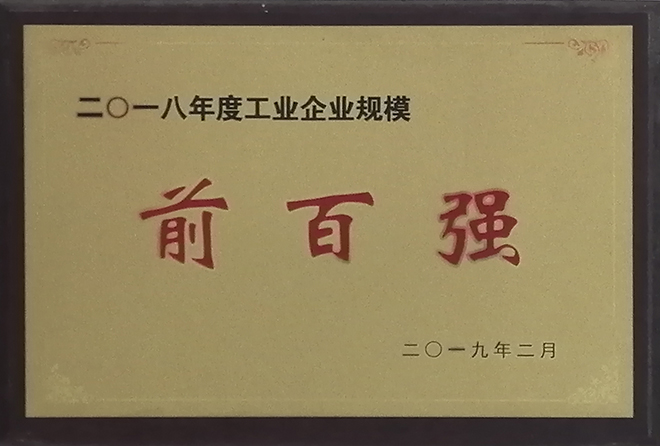 二〇一八年度工业企业规模
前百强
二〇一九年二月